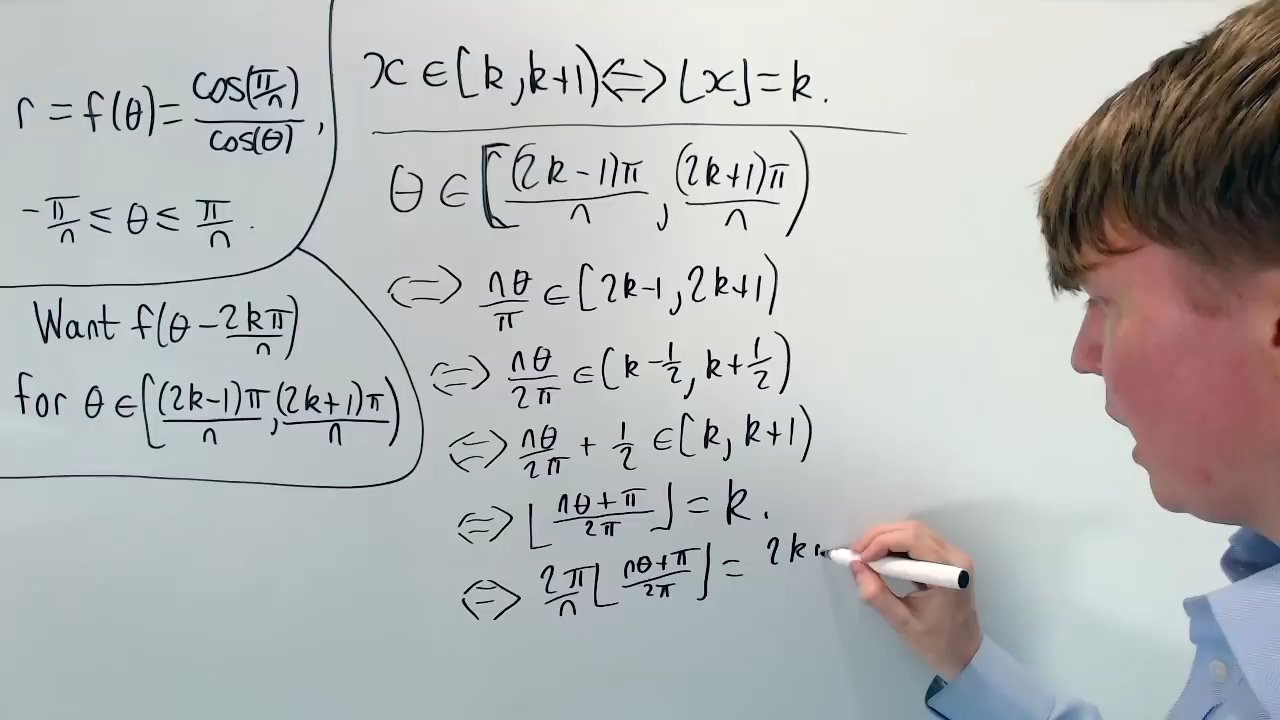 r = f(θ) = cos(π/n)/cos(θ),
-π/n ≤ θ ≤ π/n.
Want f(θ - 2kπ/n)
for θ ∈ [(2k-1)π/n, (2k+1)π/n)
x ∈ [k, k+1) ⇔ ⌊x⌋ = k.
θ ∈ [(2k-1)π/n, (2k+1)π/n)
⇔ nθ/π ∈ [2k-1, 2k+1)
⇔ nθ/2π ∈ (k-1/2, k+1/2)
⇔ nθ/2π + 1/2 ∈ [k, k+1)
⇔ ⌊(nθ+π)/2π⌋ = k.
⇔ 2π/n ⌊(nθ+π)/2π⌋ = 2k